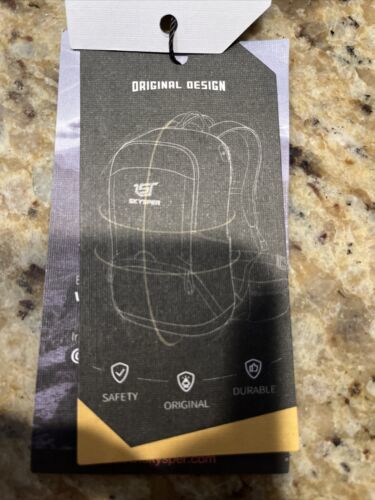 ORIGINAL DESIGN
SKYSPER
SAFETY
ORIGINAL
DURABLE